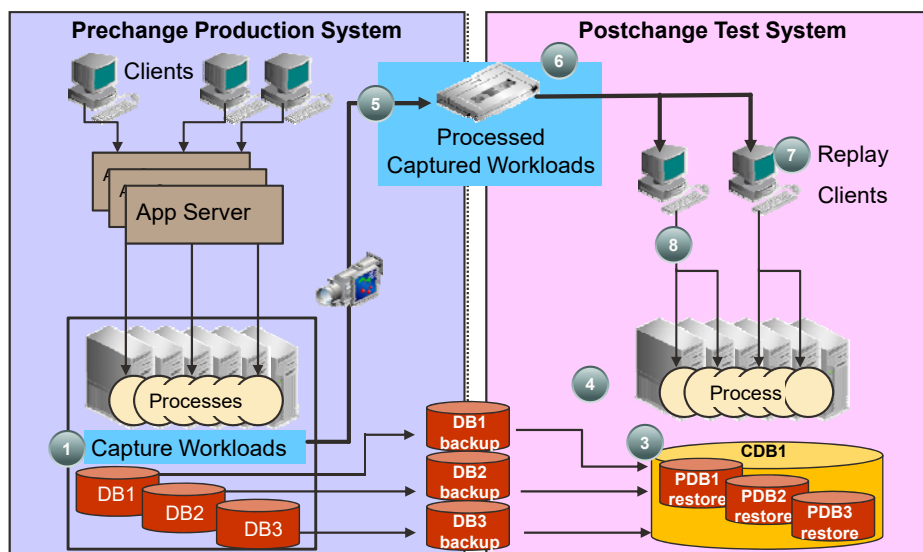 Prechange Production System
Postchange Test System
Clients
6
5
Processed
Captured Workloads
7
Replay
Clients
App Server
8
Processes
4
Process
1
Capture Workloads
DB1
DB2
DB3
DB1
backup
DB2
backup
DB3
backup
3
CDB1
PDB1
restore
PDB2
restore
PDB3
restore